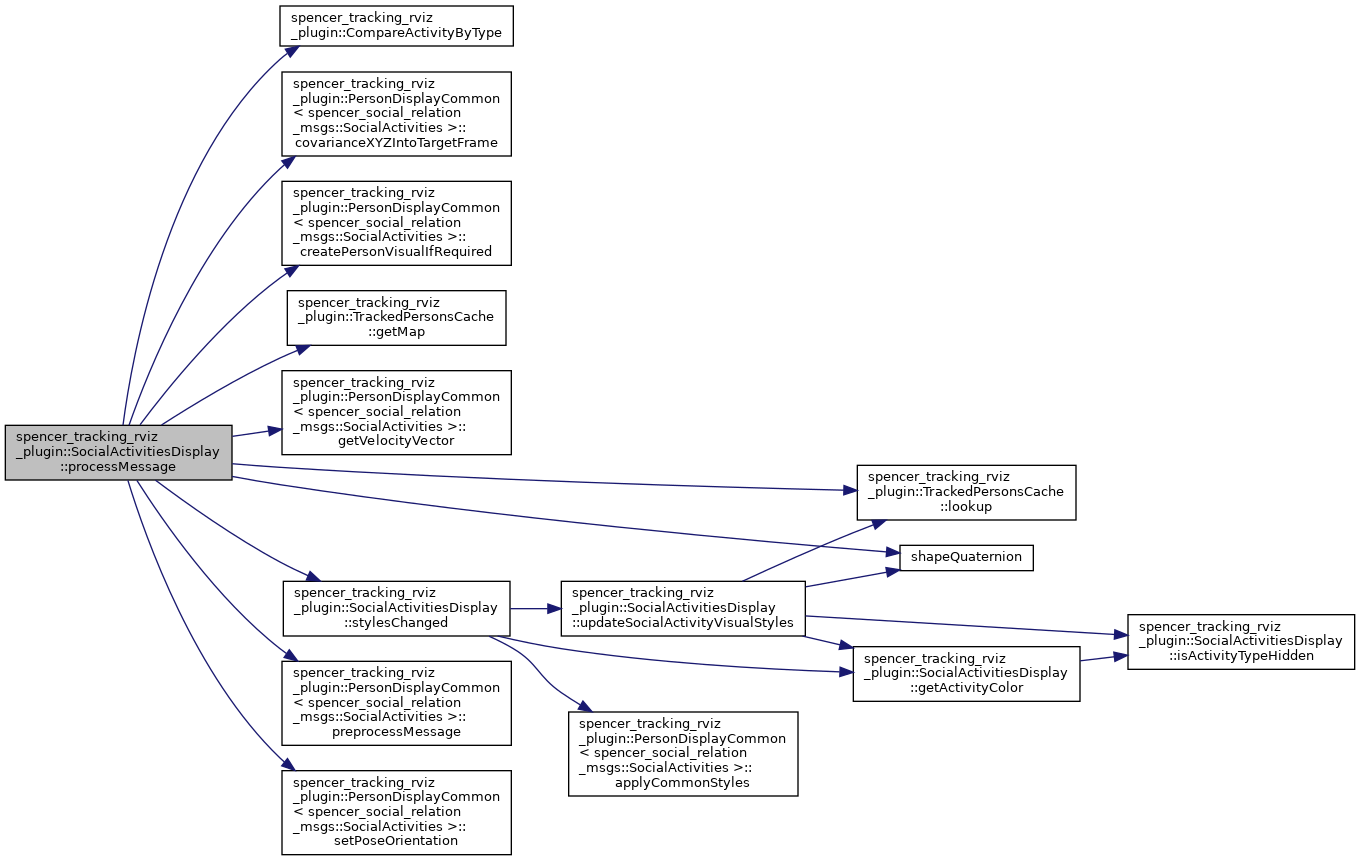 spencer_tracking_rviz
_plugin::CompareActivityByType
spencer_tracking_rviz
_plugin::PersonDisplayCommon
< spencer_social_relation
_msgs::SocialActivities >::
covarianceXYZIntoTargetFrame
spencer_tracking_rviz
_plugin::PersonDisplayCommon
< spencer_social_relation
_msgs::SocialActivities >::
createPersonVisualIfRequired
spencer_tracking_rviz
_plugin::TrackedPersonsCache
::getMap
spencer_tracking_rviz
_plugin::PersonDisplayCommon
< spencer_social_relation
_msgs::SocialActivities >::
getVelocityVector
spencer_tracking_rviz
_plugin::SocialActivitiesDisplay
::processMessage
spencer_tracking_rviz
_plugin::TrackedPersonsCache
::lookup
shapeQuaternion
spencer_tracking_rviz
_plugin::SocialActivitiesDisplay
::stylesChanged
spencer_tracking_rviz
_plugin::SocialActivitiesDisplay
::updateSocialActivityVisualStyles
spencer_tracking_rviz
_plugin::SocialActivitiesDisplay
::isActivityTypeHidden
spencer_tracking_rviz
_plugin::SocialActivitiesDisplay
::getActivityColor
spencer_tracking_rviz
_plugin::PersonDisplayCommon
< spencer_social_relation
_msgs::SocialActivities >::
preprocessMessage
spencer_tracking_rviz
_plugin::PersonDisplayCommon
< spencer_social_relation
_msgs::SocialActivities >::
applyCommonStyles
spencer_tracking_rviz
_plugin::PersonDisplayCommon
< spencer_social_relation
_msgs::SocialActivities >::
setPoseOrientation